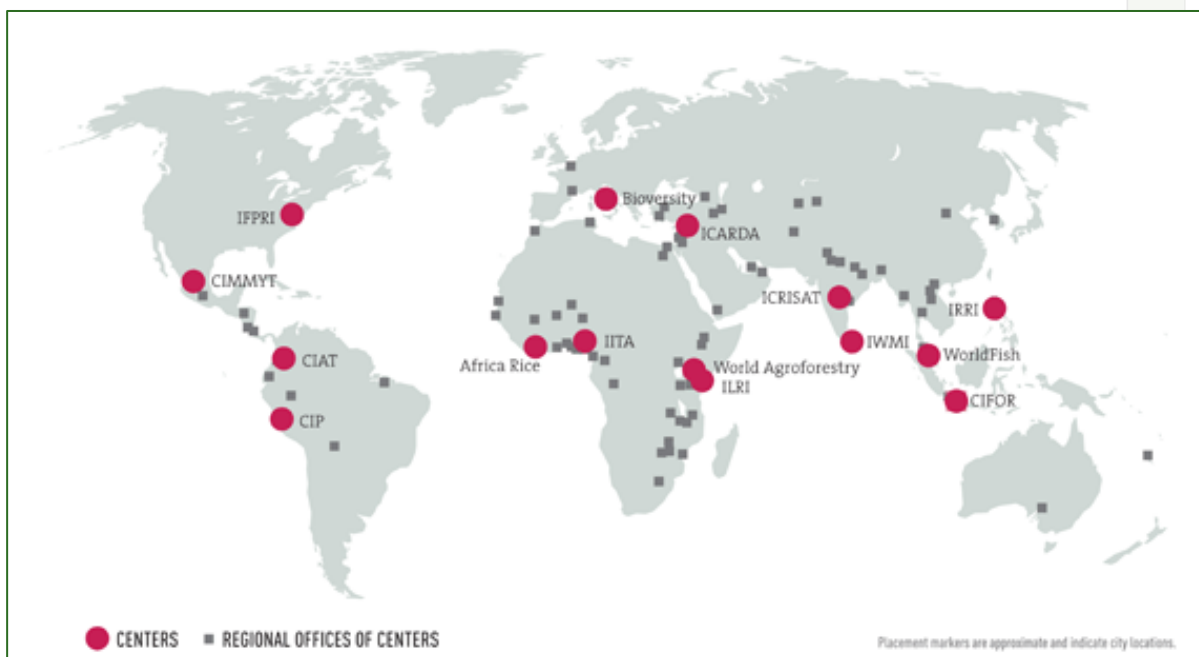 Bioversity
IFPRI
ICARDA
CIMMYT
ICRISAT
IRRI
IITA
IWMI
Africa Rice
WorldFish
CIAT
World Agroforestry
ILRI
CIFOR
CIP
CENTERS
REGIONAL OFFICES OF CENTERS
Placement markers are approximate and indicate city locations.